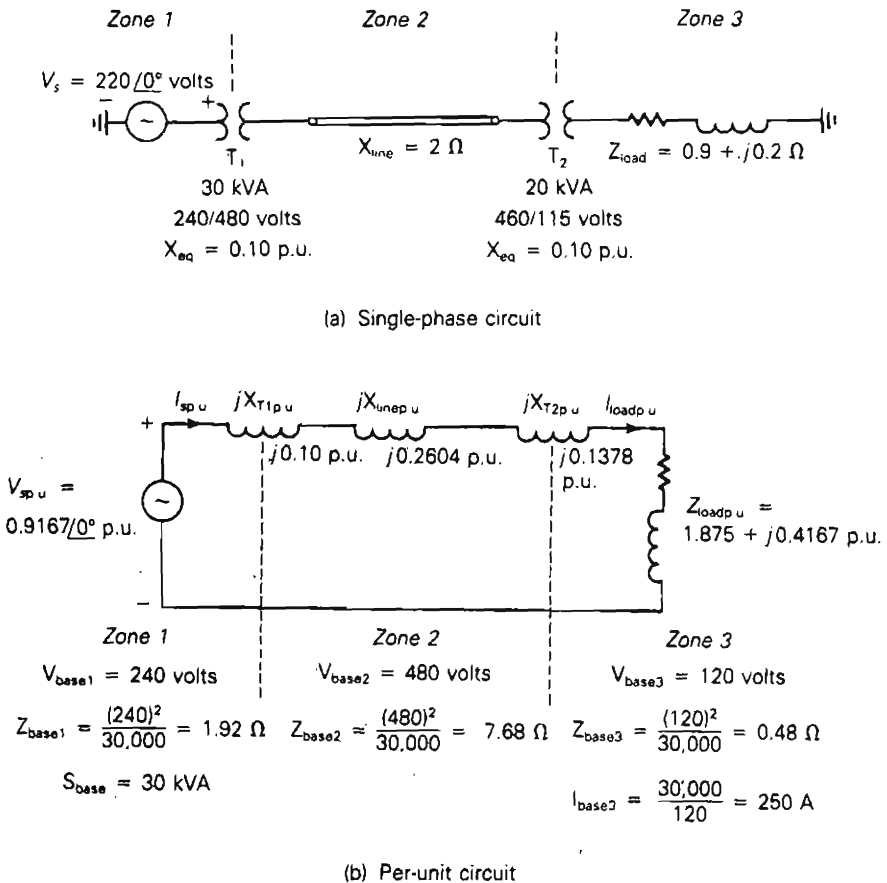 Zone 1 Zone 2 Zone 3
V_s = 220/0° volts
− + ~
X_line = 2 Ω
Z_load = 0.9 + j0.2 Ω
T_1
30 kVA
240/480 volts
X_eq = 0.10 p.u.
T_2
20 kVA
460/115 volts
X_eq = 0.10 p.u.
(a) Single-phase circuit
I_sp.u jX_T1p.u jX_linep.u jX_T2p.u I_loadp.u
+
j0.10 p.u. j0.2604 p.u. j0.1378
p.u.
V_sp.u =
0.9167/0° p.u.
~
−
Z_loadp.u =
1.875 + j0.4167 p.u.
Zone 1
V_base1 = 240 volts
Z_base1 = (240)²/30,000 = 1.92 Ω
S_base = 30 kVA
Zone 2
V_base2 = 480 volts
Z_base2 = (480)²/30,000 = 7.68 Ω
Zone 3
V_base3 = 120 volts
Z_base3 = (120)²/30,000 = 0.48 Ω
I_base3 = 30,000/120 = 250 A
(b) Per-unit circuit